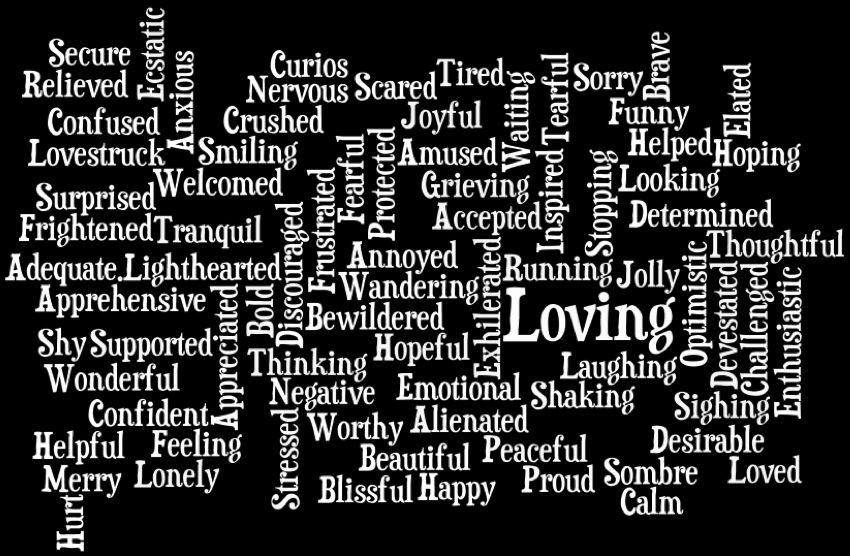 Secure
Ecstatic
Relieved
Anxious
Curios
Nervous
Scared
Tired
Waiting
Tearful
Sorry
Brave
Elated
Confused
Crushed
Joyful
Funny
Lovestruck
Smiling
Fearful
Protected
Amused
Inspired
Stopping
Helped
Hoping
Surprised
Welcomed
Frustrated
Grieving
Looking
Frightened
Tranquil
Discouraged
Accepted
Determined
Thoughtful
Adequate.
Lighthearted
Annoyed
Exhilerated
Running
Jolly
Optimistic
Devestated
Challenged
Enthusiastic
Apprehensive
Appreciated
Bold
Wandering
Bewildered
Loving
Shy
Supported
Thinking
Hopeful
Laughing
Wonderful
Negative
Emotional
Shaking
Sighing
Confident
Stressed
Worthy
Alienated
Helpful
Feeling
Beautiful
Peaceful
Desirable
Merry
Lonely
Blissful
Happy
Proud
Sombre
Loved
Calm
Hurt